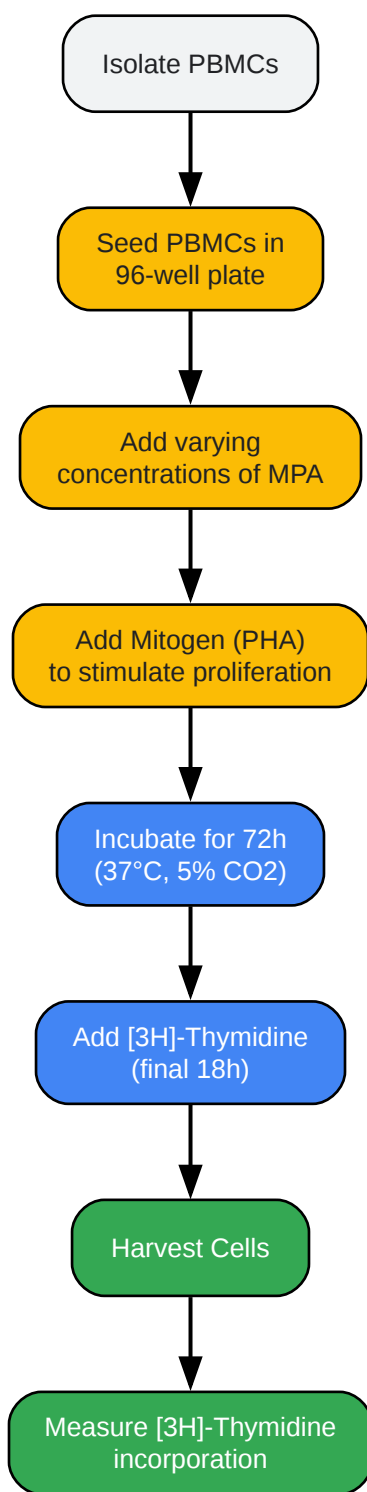 Isolate PBMCs
Seed PBMCs in
96-well plate
Add varying
concentrations of MPA
Add Mitogen (PHA)
to stimulate proliferation
Incubate for 72h
(37°C, 5% CO2)
Add [3H]-Thymidine
(final 18h)
Harvest Cells
Measure [3H]-Thymidine
incorporation